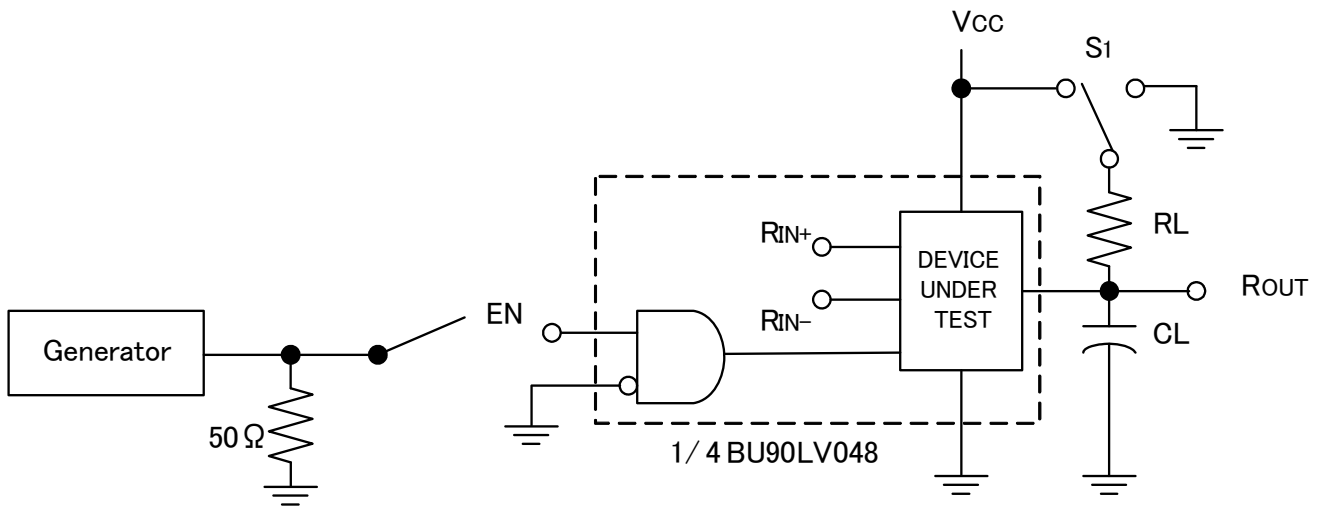 VCC
S1
RIN+
RL
DEVICE
UNDER
TEST
ROUT
EN
RIN−
Generator
CL
50Ω
1/4 BU90LV048